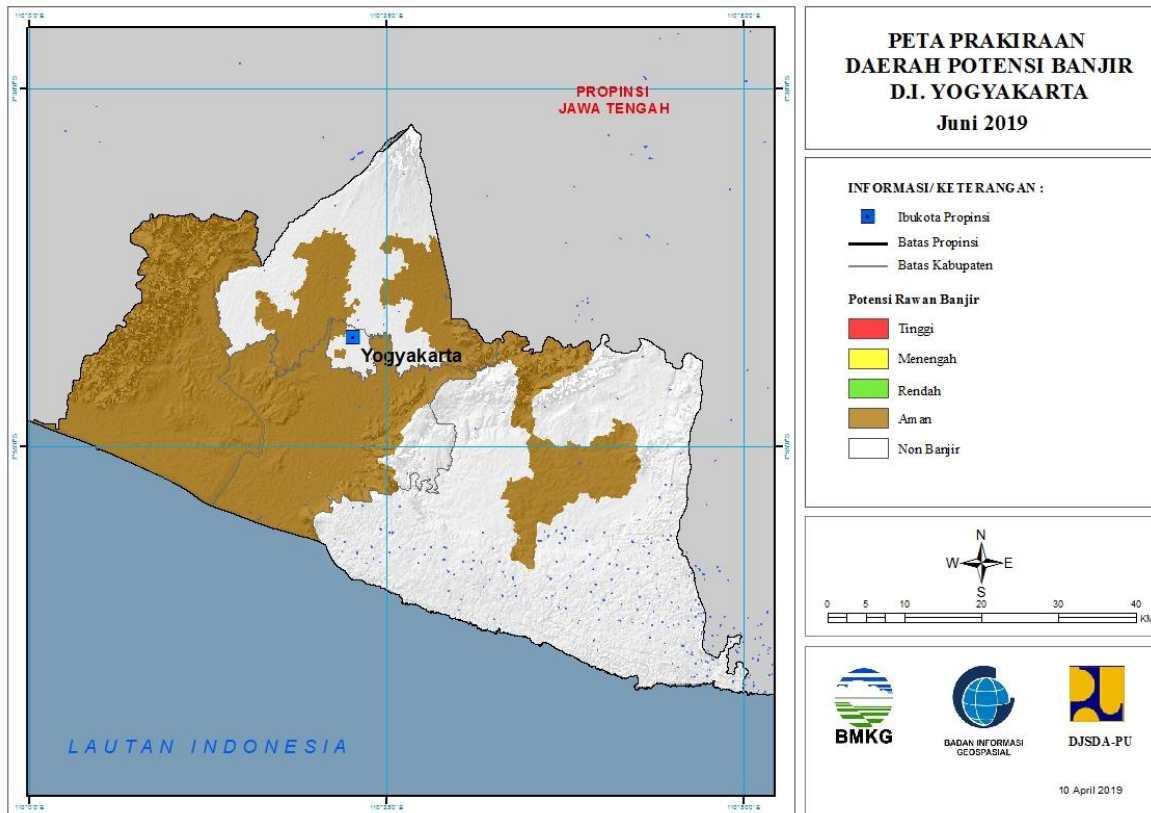 PETA PRAKIRAAN
DAERAH POTENSI BANJIR
D.I. YOGYAKARTA
Juni 2019
PROPINSI
JAWA TENGAH
Yogyakarta
LAUTAN INDONESIA
INFORMASI/KETERANGAN :
Ibukota Propinsi
Batas Propinsi
Batas Kabupaten
Potensi Rawan Banjir
Tinggi
Menengah
Rendah
Aman
Non Banjir
N
W E
S
0 5 10 20 30 40
KM
BMKG
BADAN INFORMASI
GEOSPASIAL
DJSDA-PU
10 April 2019